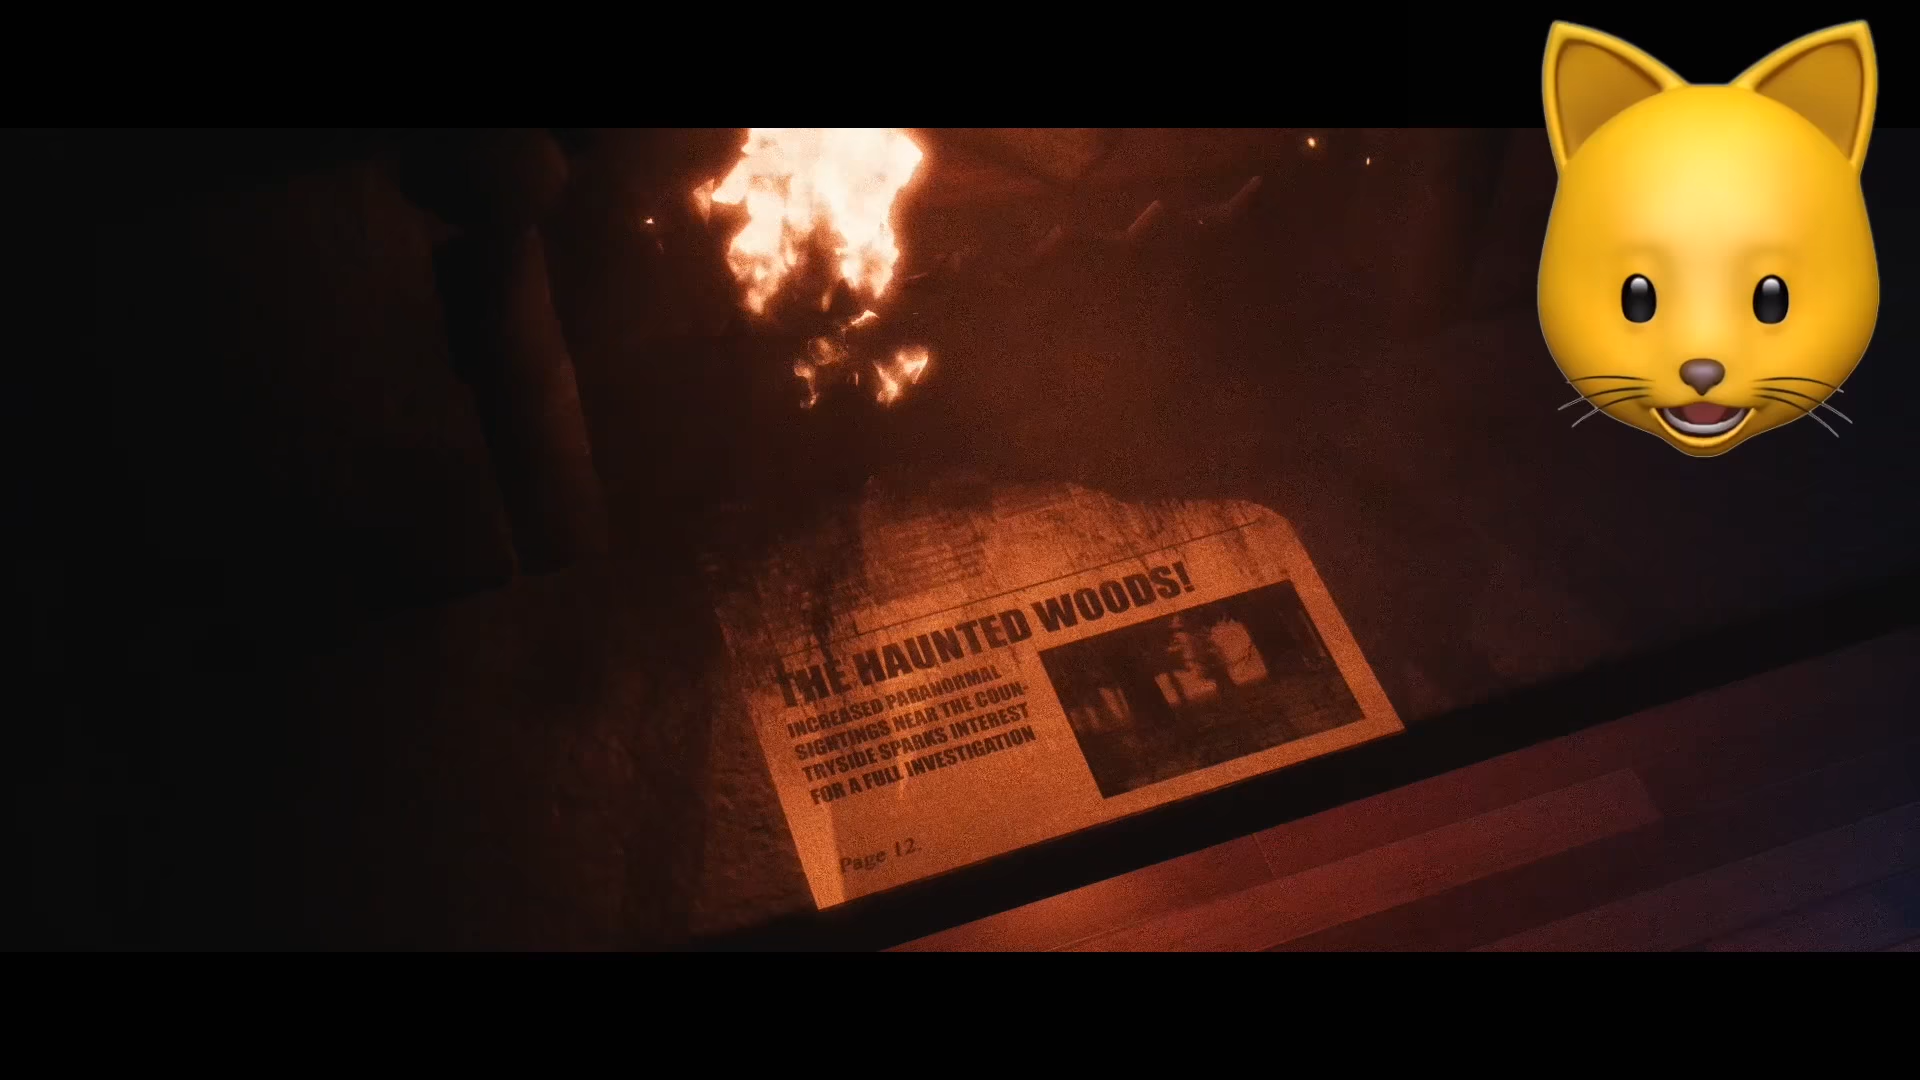 THE HAUNTED WOODS!
INCREASED PARANORMAL
SIGHTINGS NEAR THE COUN-
TRYSIDE SPARKS INTEREST
FOR A FULL INVESTIGATION
Page 12.